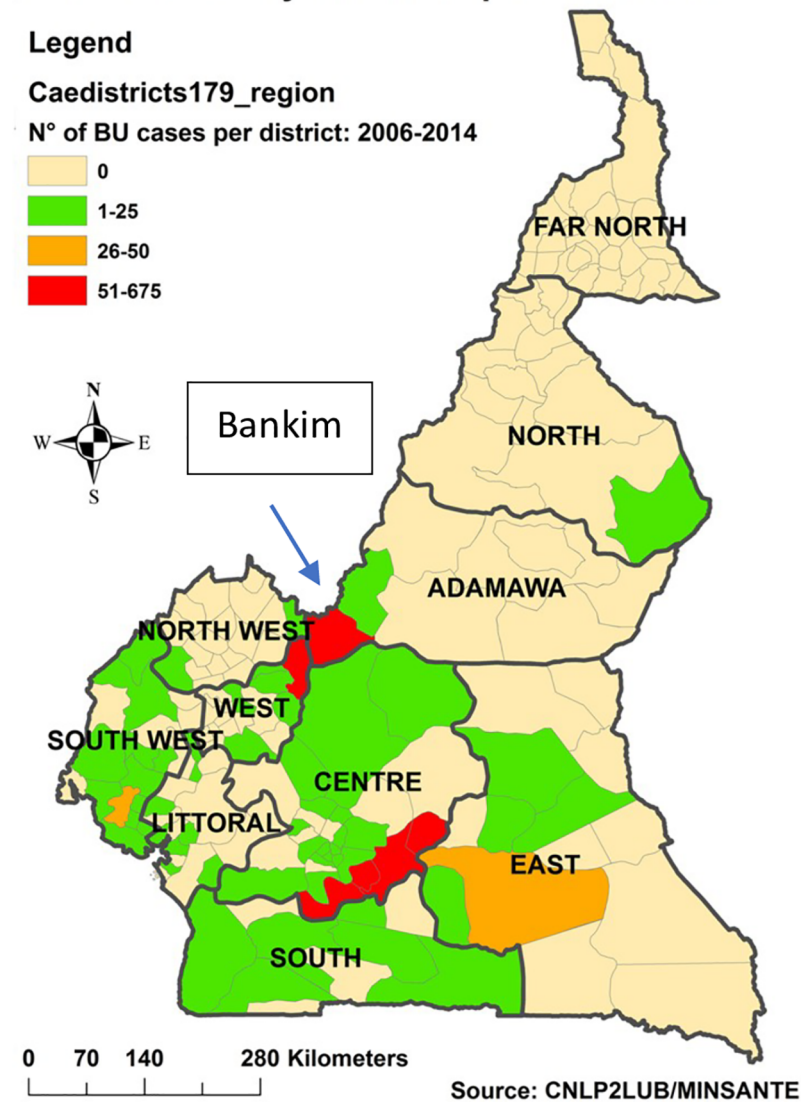 Legend
Caedistricts179_region
N° of BU cases per district: 2006-2014
0
1-25
26-50
51-675
N
W E
S
Bankim
FAR NORTH
NORTH
ADAMAWA
NORTH WEST
WEST
SOUTH WEST
CENTRE
LITTORAL
EAST
SOUTH
0 70 140 280 Kilometers
Source: CNLP2LUB/MINSANTE